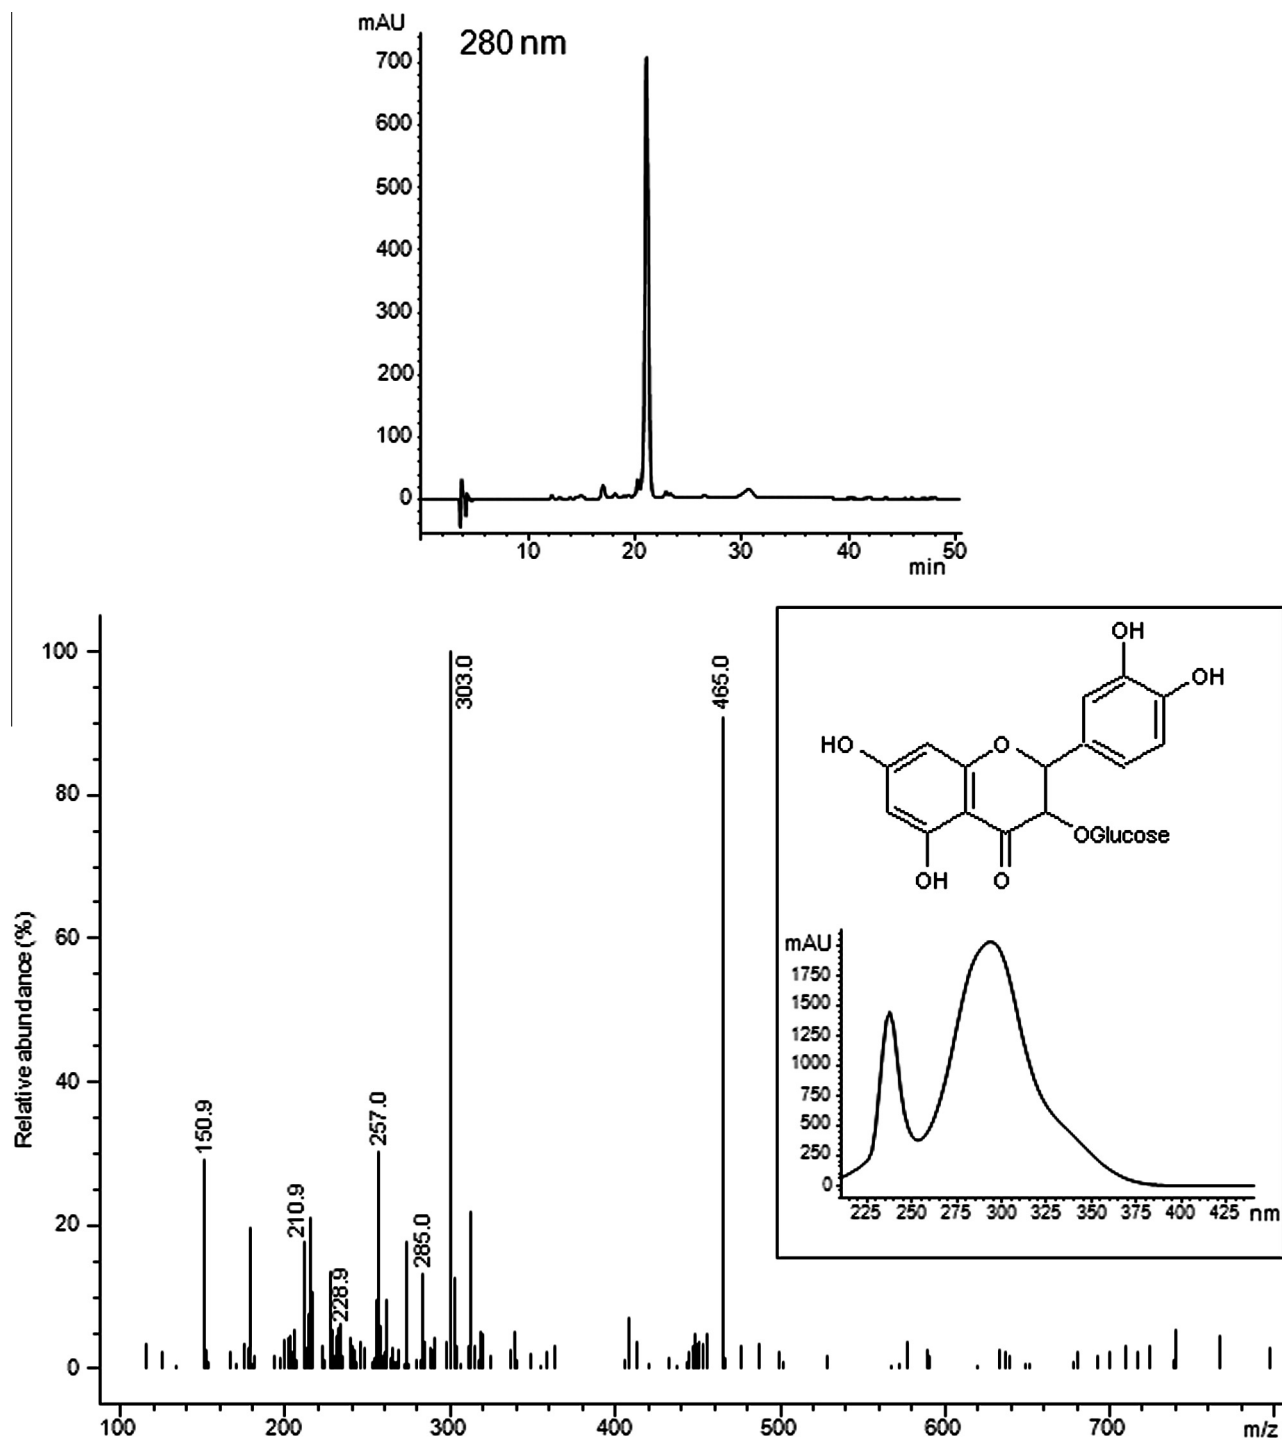 mAU
280 nm
700
600
500
400
300
200
100
0
10 20 30 40 50
min
Relative abundance (%)
100
80
60
40
20
0
150.9
210.9
228.9
257.0
285.0
303.0
465.0
100 200 300 400 500 600 700 m/z
OH
OH
HO
O
OGlucose
OH
O
mAU
1750
1500
1250
1000
750
500
250
0
225 250 275 300 325 350 375 400 425 nm